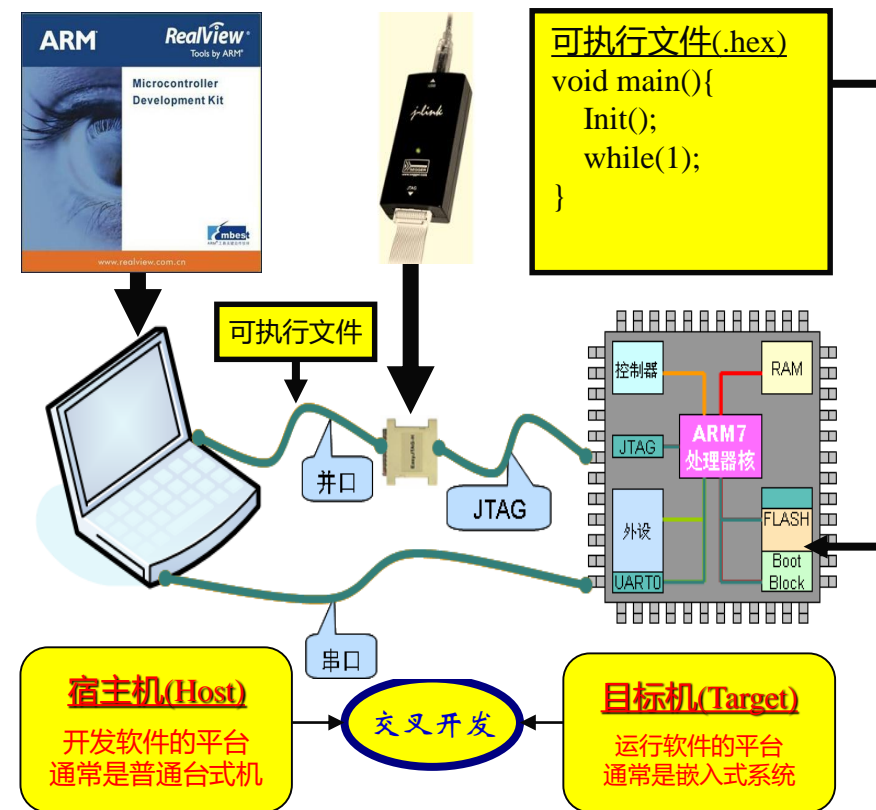 ARM
RealView
Tools by ARM
Microcontroller
Development Kit
mbest
www.realview.com.cn
j-link
JTAG
可执行文件(.hex)
void main(){
Init();
while(1);
}
可执行文件
并口
JTAG
串口
控制器
RAM
JTAG
ARM7
处理器核
外设
UART0
FLASH
Boot
Block
宿主机(Host)
开发软件的平台
通常是普通台式机
交叉开发
目标机(Target)
运行软件的平台
通常是嵌入式系统